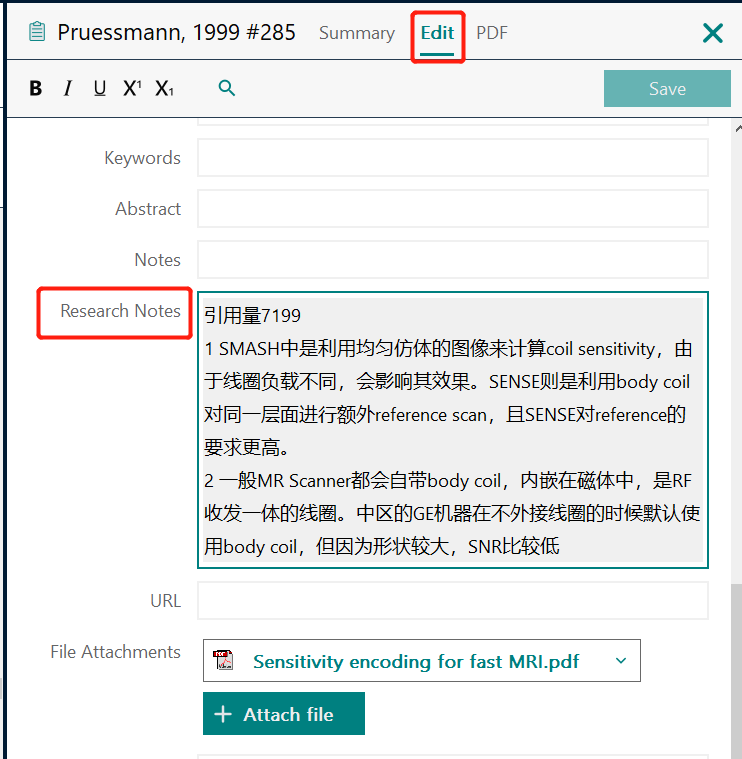 Pruessmann, 1999 #285 Summary Edit PDF
B I U X¹ X₁ Save
Keywords
Abstract
Notes
Research Notes
引用量7199
1 SMASH中是利用均匀仿体的图像来计算coil sensitivity，由
于线圈负载不同，会影响其效果。SENSE则是利用body coil
对同一层面进行额外reference scan，且SENSE对reference的
要求更高。
2 一般MR Scanner都会自带body coil，内嵌在磁体中，是RF
收发一体的线圈。中区的GE机器在不外接线圈的时候默认使
用body coil，但因为形状较大，SNR比较低
URL
File Attachments
Sensitivity encoding for fast MRI.pdf
Attach file